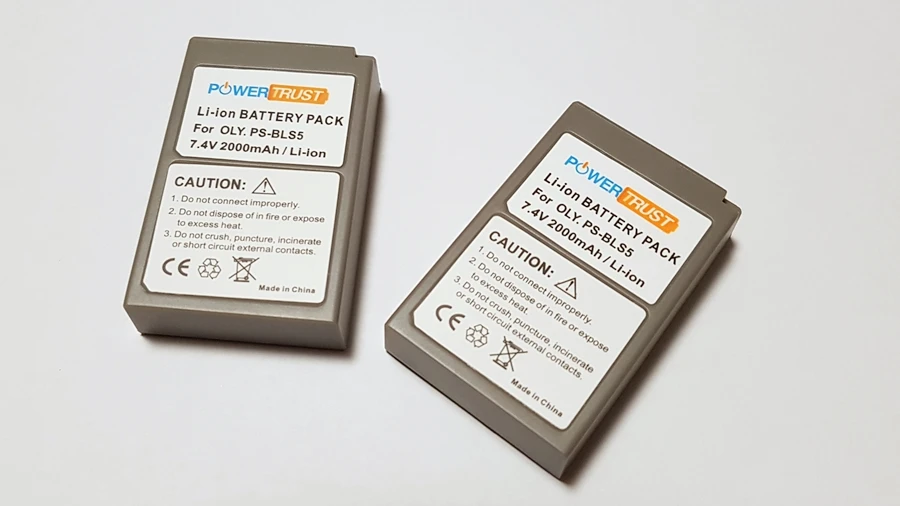 POWERTRUST
Li-ion BATTERY PACK
For OLY. PS-BLS5
7.4V 2000mAh / Li-ion
CAUTION:
1. Do not connect improperly.
2. Do not dispose of in fire or expose
to excess heat.
3. Do not crush, puncture, incinerate
or short circuit external contacts.
CE
Made in China
POWERTRUST
Li-ion BATTERY PACK
For OLY. PS-BLS5
7.4V 2000mAh / Li-ion
CAUTION:
1. Do not connect improperly.
2. Do not dispose of in fire or expose
to excess heat.
3. Do not crush, puncture, incinerate
or short circuit external contacts.
CE
Made in China